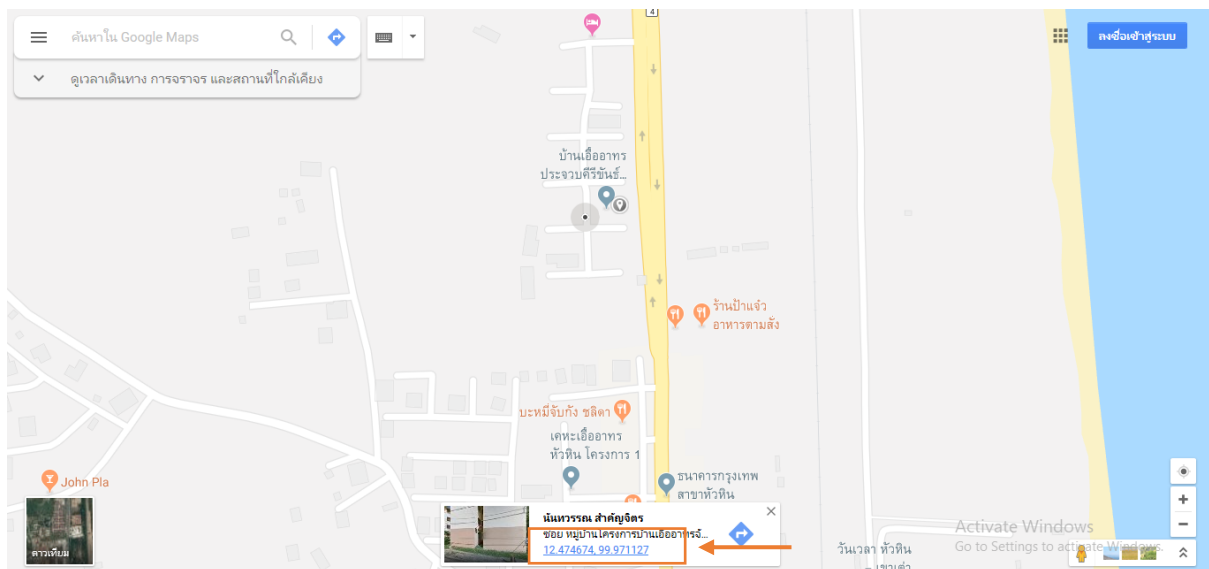 4
ค้นหาใน Google Maps
ลงชื่อเข้าสู่ระบบ
ดูเวลาเดินทาง การจราจร และสถานที่ใกล้เคียง
บ้านเอื้ออาทร
ประจวบคีรีขันธ์...
ร้านป้าแจ๋ว
อาหารตามสั่ง
บะหมี่จับกัง ชลิดา
เคหะเอื้ออาทร
หัวหิน โครงการ 1
John Pla
ธนาคารกรุงเทพ
สาขาหัวหิน
นันทวรรณ สำคัญจิตร
ซอย หมู่บ้านโครงการบ้านเอื้ออาทรจั...
12.474674, 99.971127
ดาวเทียม
วันเวลา หัวหิน
– เขาเต่า
Activate Windows
Go to Settings to activate Windows.